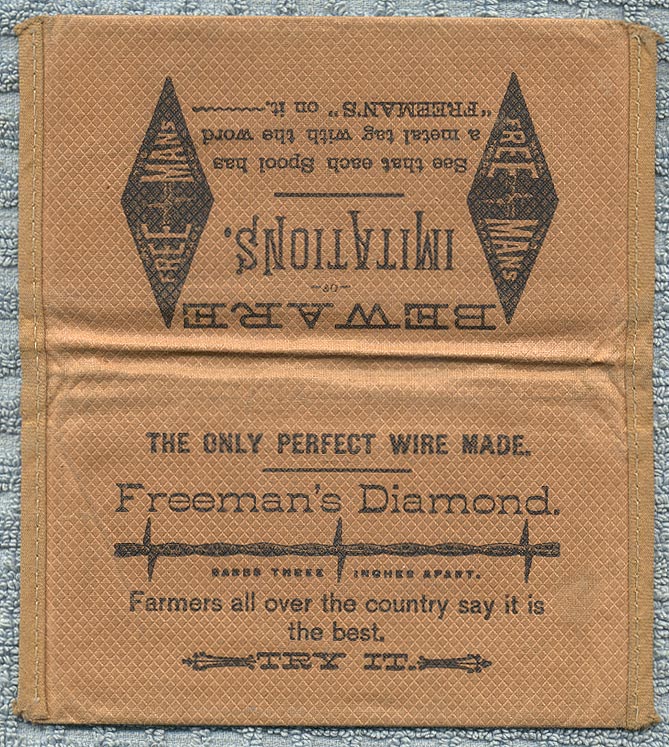 BEWARE
—OF—
IMITATIONS.
See that each Spool has
a metal tag with the word
"FREEMAN'S" on it.
FREEMANS
FREEMANS
THE ONLY PERFECT WIRE MADE.
Freeman's Diamond.
BARBS THREE INCHES APART.
Farmers all over the country say it is
the best.
TRY IT.